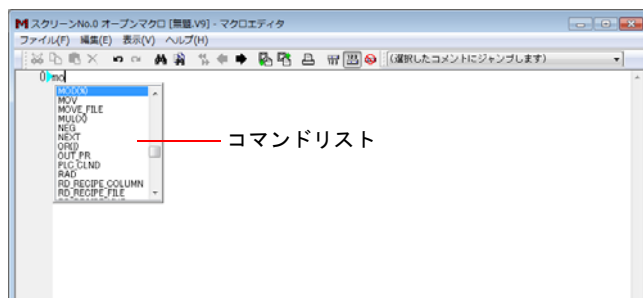 スクリーンNo.0 オープンマクロ [無題.V9] - マクロエディタ
ファイル(F) 編集(E) 表示(V) ヘルプ(H)
(選択したコメントにジャンプします)
0 mo
MOD(X)
MOV
MOVE_FILE
MUL(X)
NEG
NEXT
OR(I)
OUT_PR
PLC_CLND
RAD
RD_RECIPE_COLUMN
RD_RECIPE_FILE
コマンドリスト